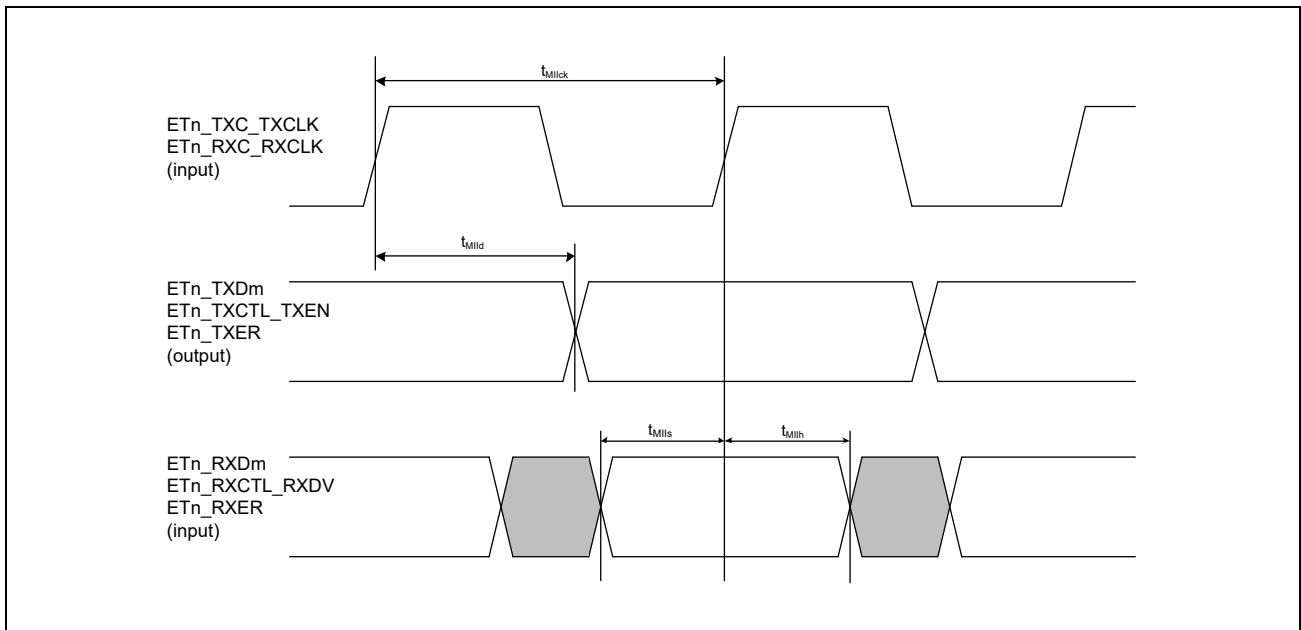 tMIIck
ETn_TXC_TXCLK
ETn_RXC_RXCLK
(input)
tMIId
ETn_TXDm
ETn_TXCTL_TXEN
ETn_TXER
(output)
tMIIs
tMIIh
ETn_RXDm
ETn_RXCTL_RXDV
ETn_RXER
(input)